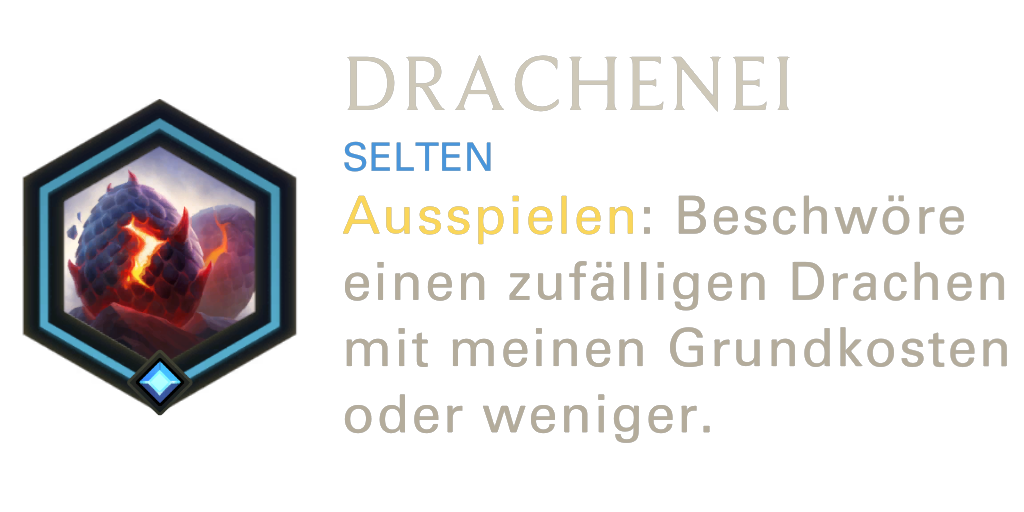 DRACHENEI
SELTEN
Ausspielen: Beschwöre
einen zufälligen Drachen
mit meinen Grundkosten
oder weniger.